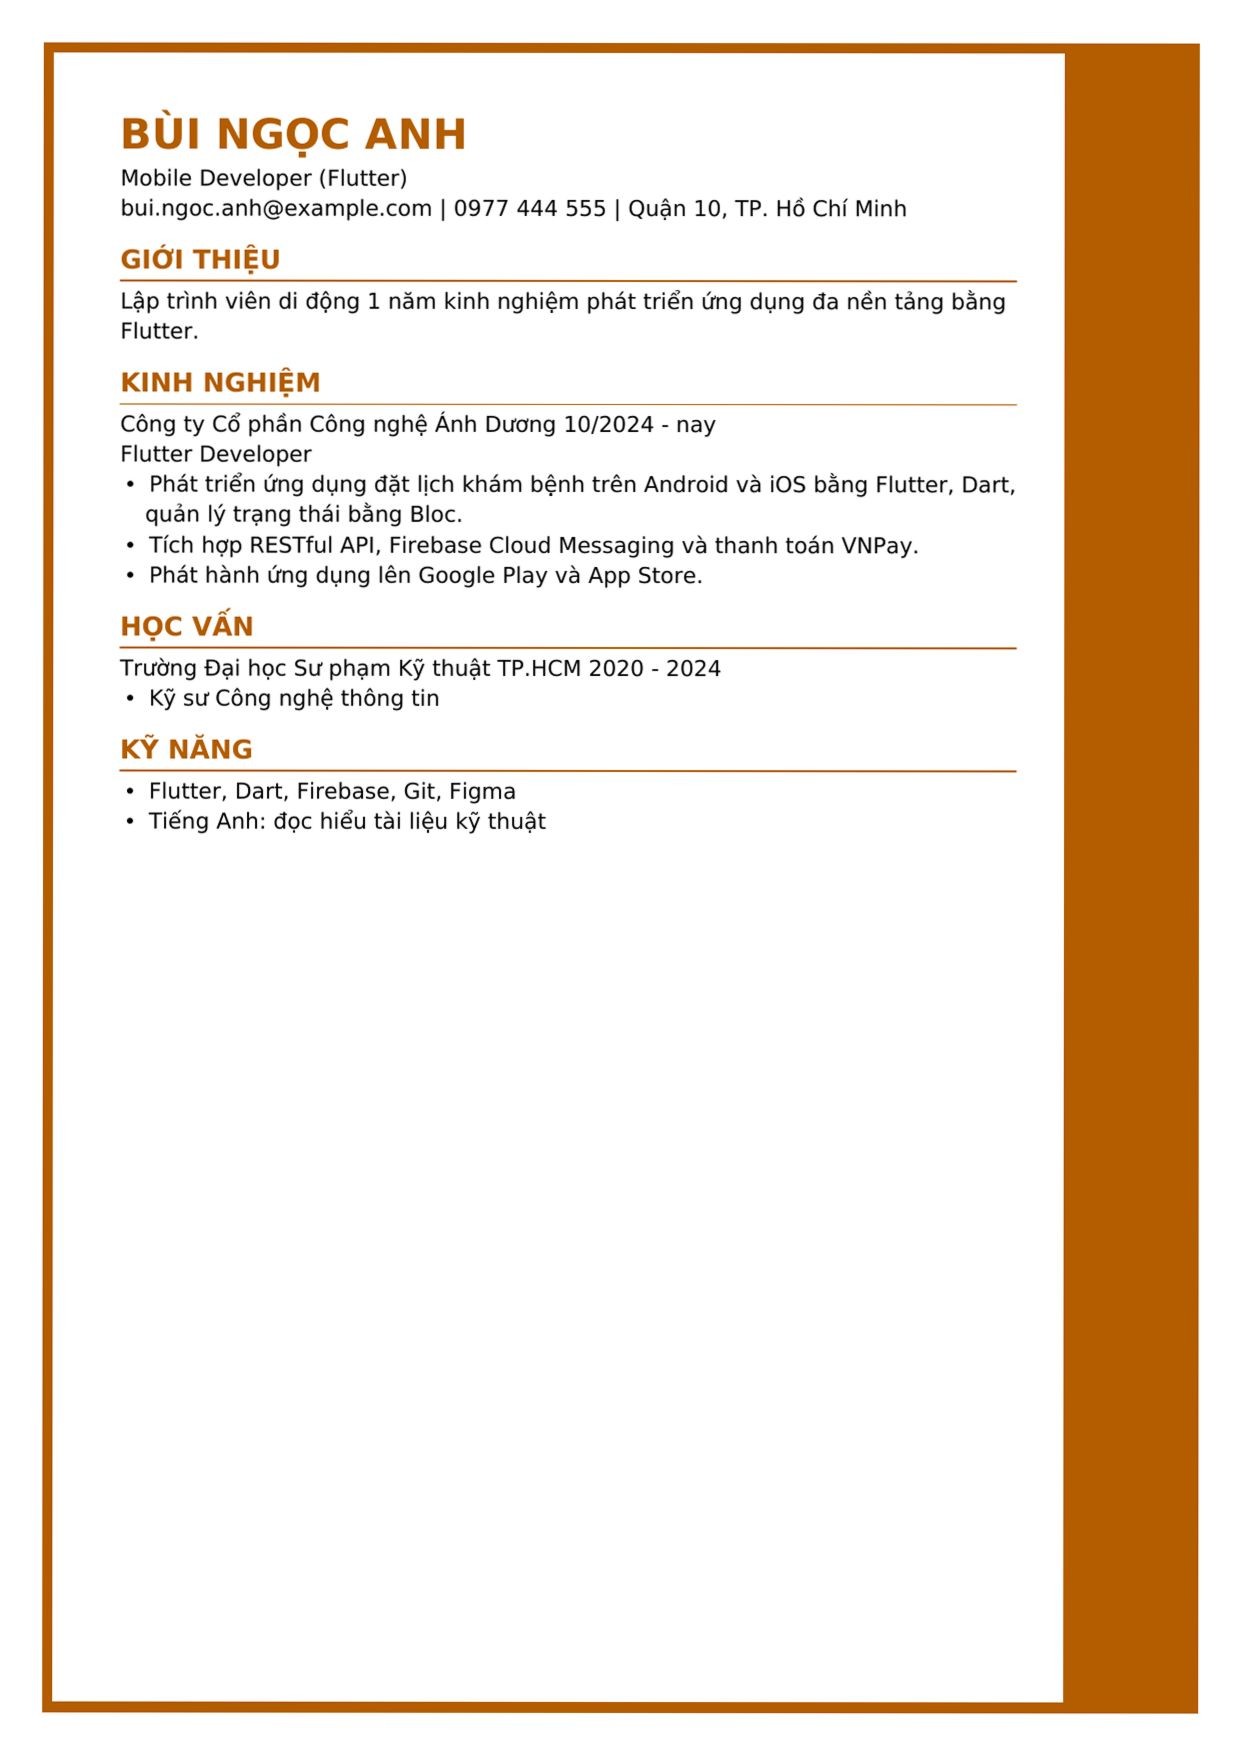 BÙI NGỌC ANH
Mobile Developer (Flutter)
bui.ngoc.anh@example.com | 0977 444 555 | Quận 10, TP. Hồ Chí Minh
GIỚI THIỆU
Lập trình viên di động 1 năm kinh nghiệm phát triển ứng dụng đa nền tảng bằng
Flutter.
KINH NGHIỆM
Công ty Cổ phần Công nghệ Ánh Dương 10/2024 - nay
Flutter Developer
• Phát triển ứng dụng đặt lịch khám bệnh trên Android và iOS bằng Flutter, Dart,
quản lý trạng thái bằng Bloc.
• Tích hợp RESTful API, Firebase Cloud Messaging và thanh toán VNPay.
• Phát hành ứng dụng lên Google Play và App Store.
HỌC VẤN
Trường Đại học Sư phạm Kỹ thuật TP.HCM 2020 - 2024
• Kỹ sư Công nghệ thông tin
KỸ NĂNG
• Flutter, Dart, Firebase, Git, Figma
• Tiếng Anh: đọc hiểu tài liệu kỹ thuật